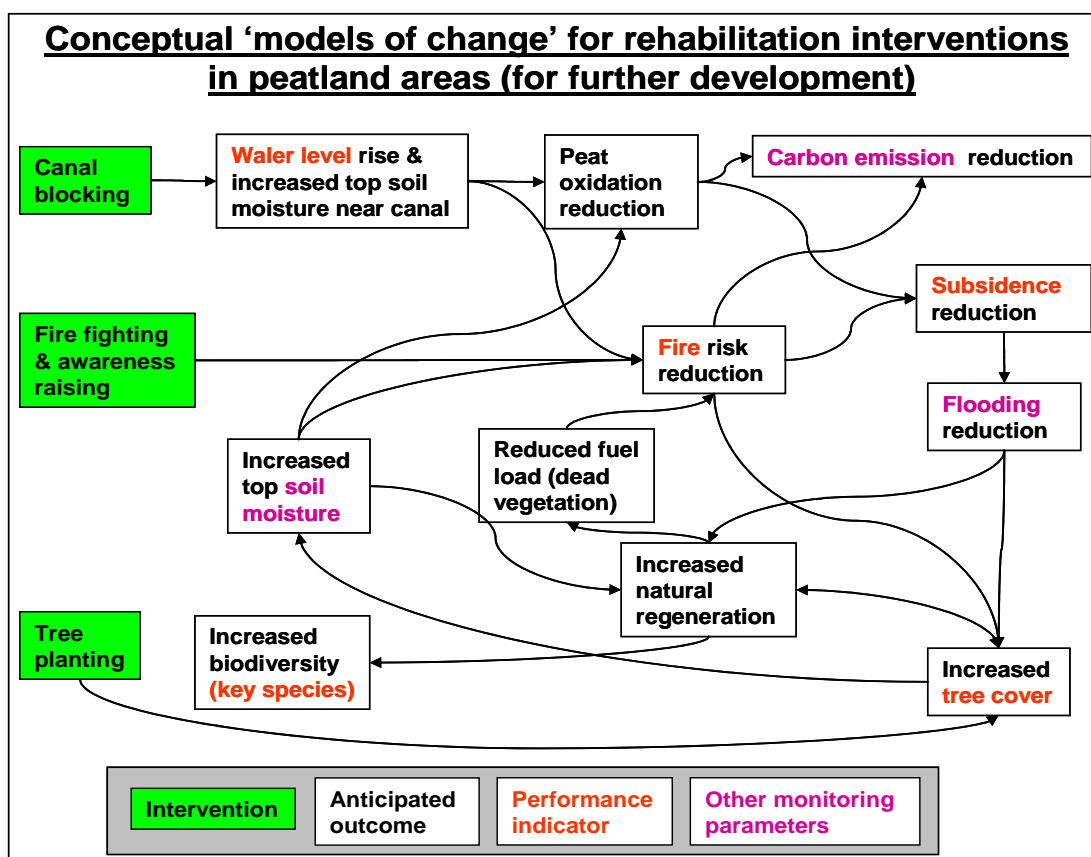 Conceptual ‘models of change’ for rehabilitation interventions
in peatland areas (for further development)
Canal
blocking
Waler level rise &
increased top soil
moisture near canal
Peat
oxidation
reduction
Carbon emission reduction
Subsidence
reduction
Fire fighting
& awareness
raising
Fire risk
reduction
Flooding
reduction
Increased
top soil
moisture
Reduced fuel
load (dead
vegetation)
Increased
natural
regeneration
Tree
planting
Increased
biodiversity
(key species)
Increased
tree cover
Intervention
Anticipated
outcome
Performance
indicator
Other monitoring
parameters